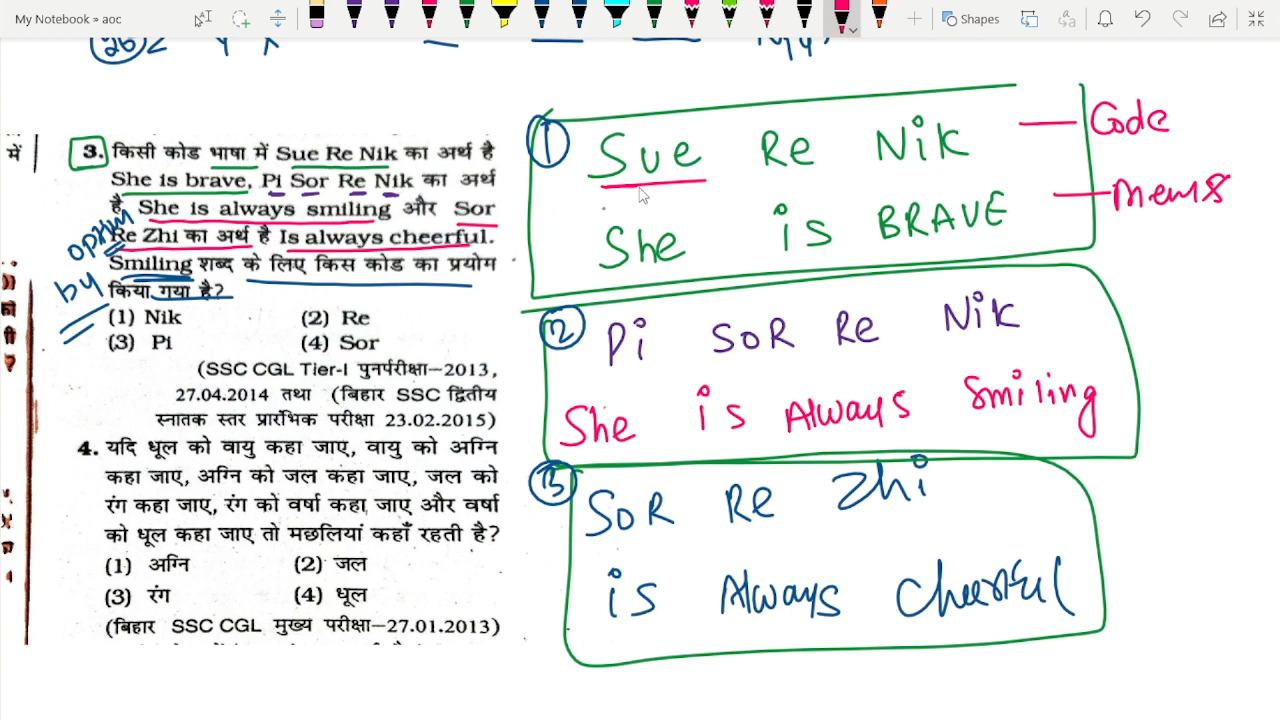 My Notebook » aoc
Shapes
में
3. किसी कोड भाषा में Sue Re Nik का अर्थ है
She is brave, Pi Sor Re Nik का अर्थ
है She is always smiling और Sor
Re Zhi का अर्थ है Is always cheerful.
Smiling शब्द के लिए किस कोड का प्रयोग
किया गया है?
(1) Nik (2) Re
(3) Pi (4) Sor
(SSC CGL Tier-I पुनर्परीक्षा–2013,
27.04.2014 तथा (बिहार SSC द्वितीय
स्नातक स्तर प्रारंभिक परीक्षा 23.02.2015)
4. यदि धूल को वायु कहा जाए, वायु को अग्नि
कहा जाए, अग्नि को जल कहा जाए, जल को
रंग कहा जाए, रंग को वर्षा कहा जाए और वर्षा
को धूल कहा जाए तो मछलियां कहाँ रहती है?
(1) अग्नि (2) जल
(3) रंग (4) धूल
(बिहार SSC CGL मुख्य परीक्षा–27.01.2013)
by option
1 Sue Re Nik Code
She is BRAVE Mems
2 Pi SOR Re Nik
She is Always Smiling
3 SOR Re Zhi
is Always Cheerful